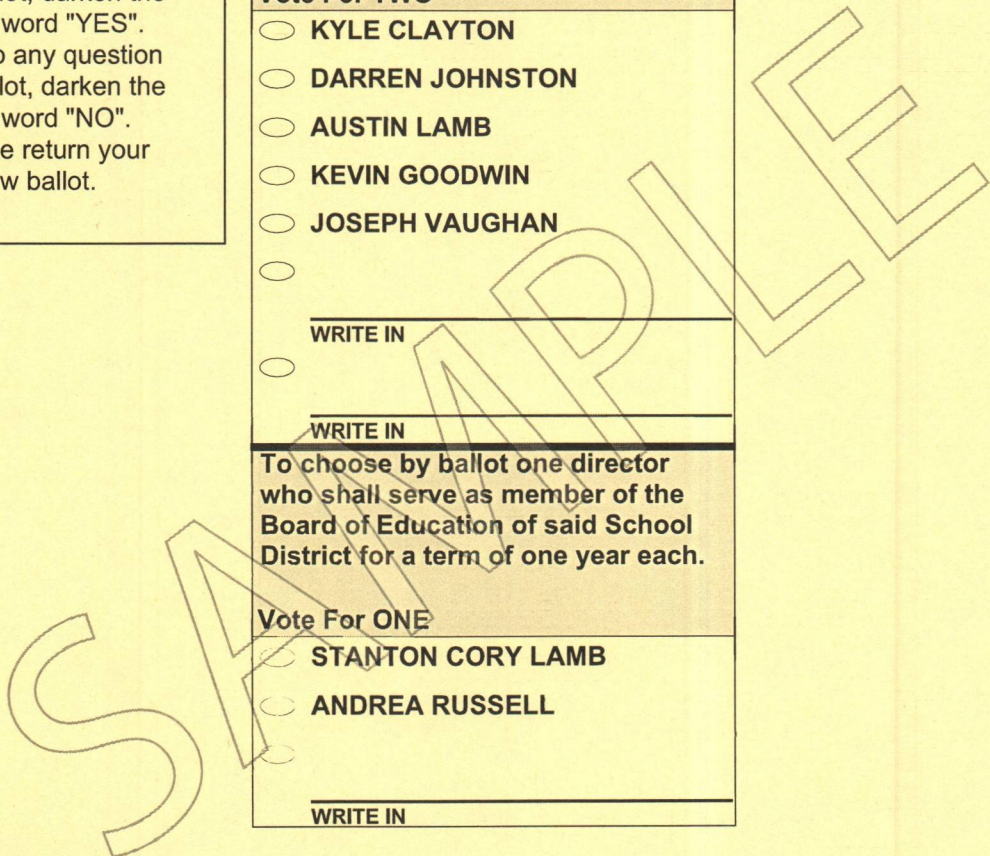 word "YES".
any question
darken the
word "NO".
return your
ballot.
Vote For TWO
KYLE CLAYTON
DARREN JOHNSTON
AUSTIN LAMB
KEVIN GOODWIN
JOSEPH VAUGHAN
WRITE IN
WRITE IN
To choose by ballot one director
who shall serve as member of the
Board of Education of said School
District for a term of one year each.
Vote For ONE
STANTON CORY LAMB
ANDREA RUSSELL
WRITE IN
SAMPLE